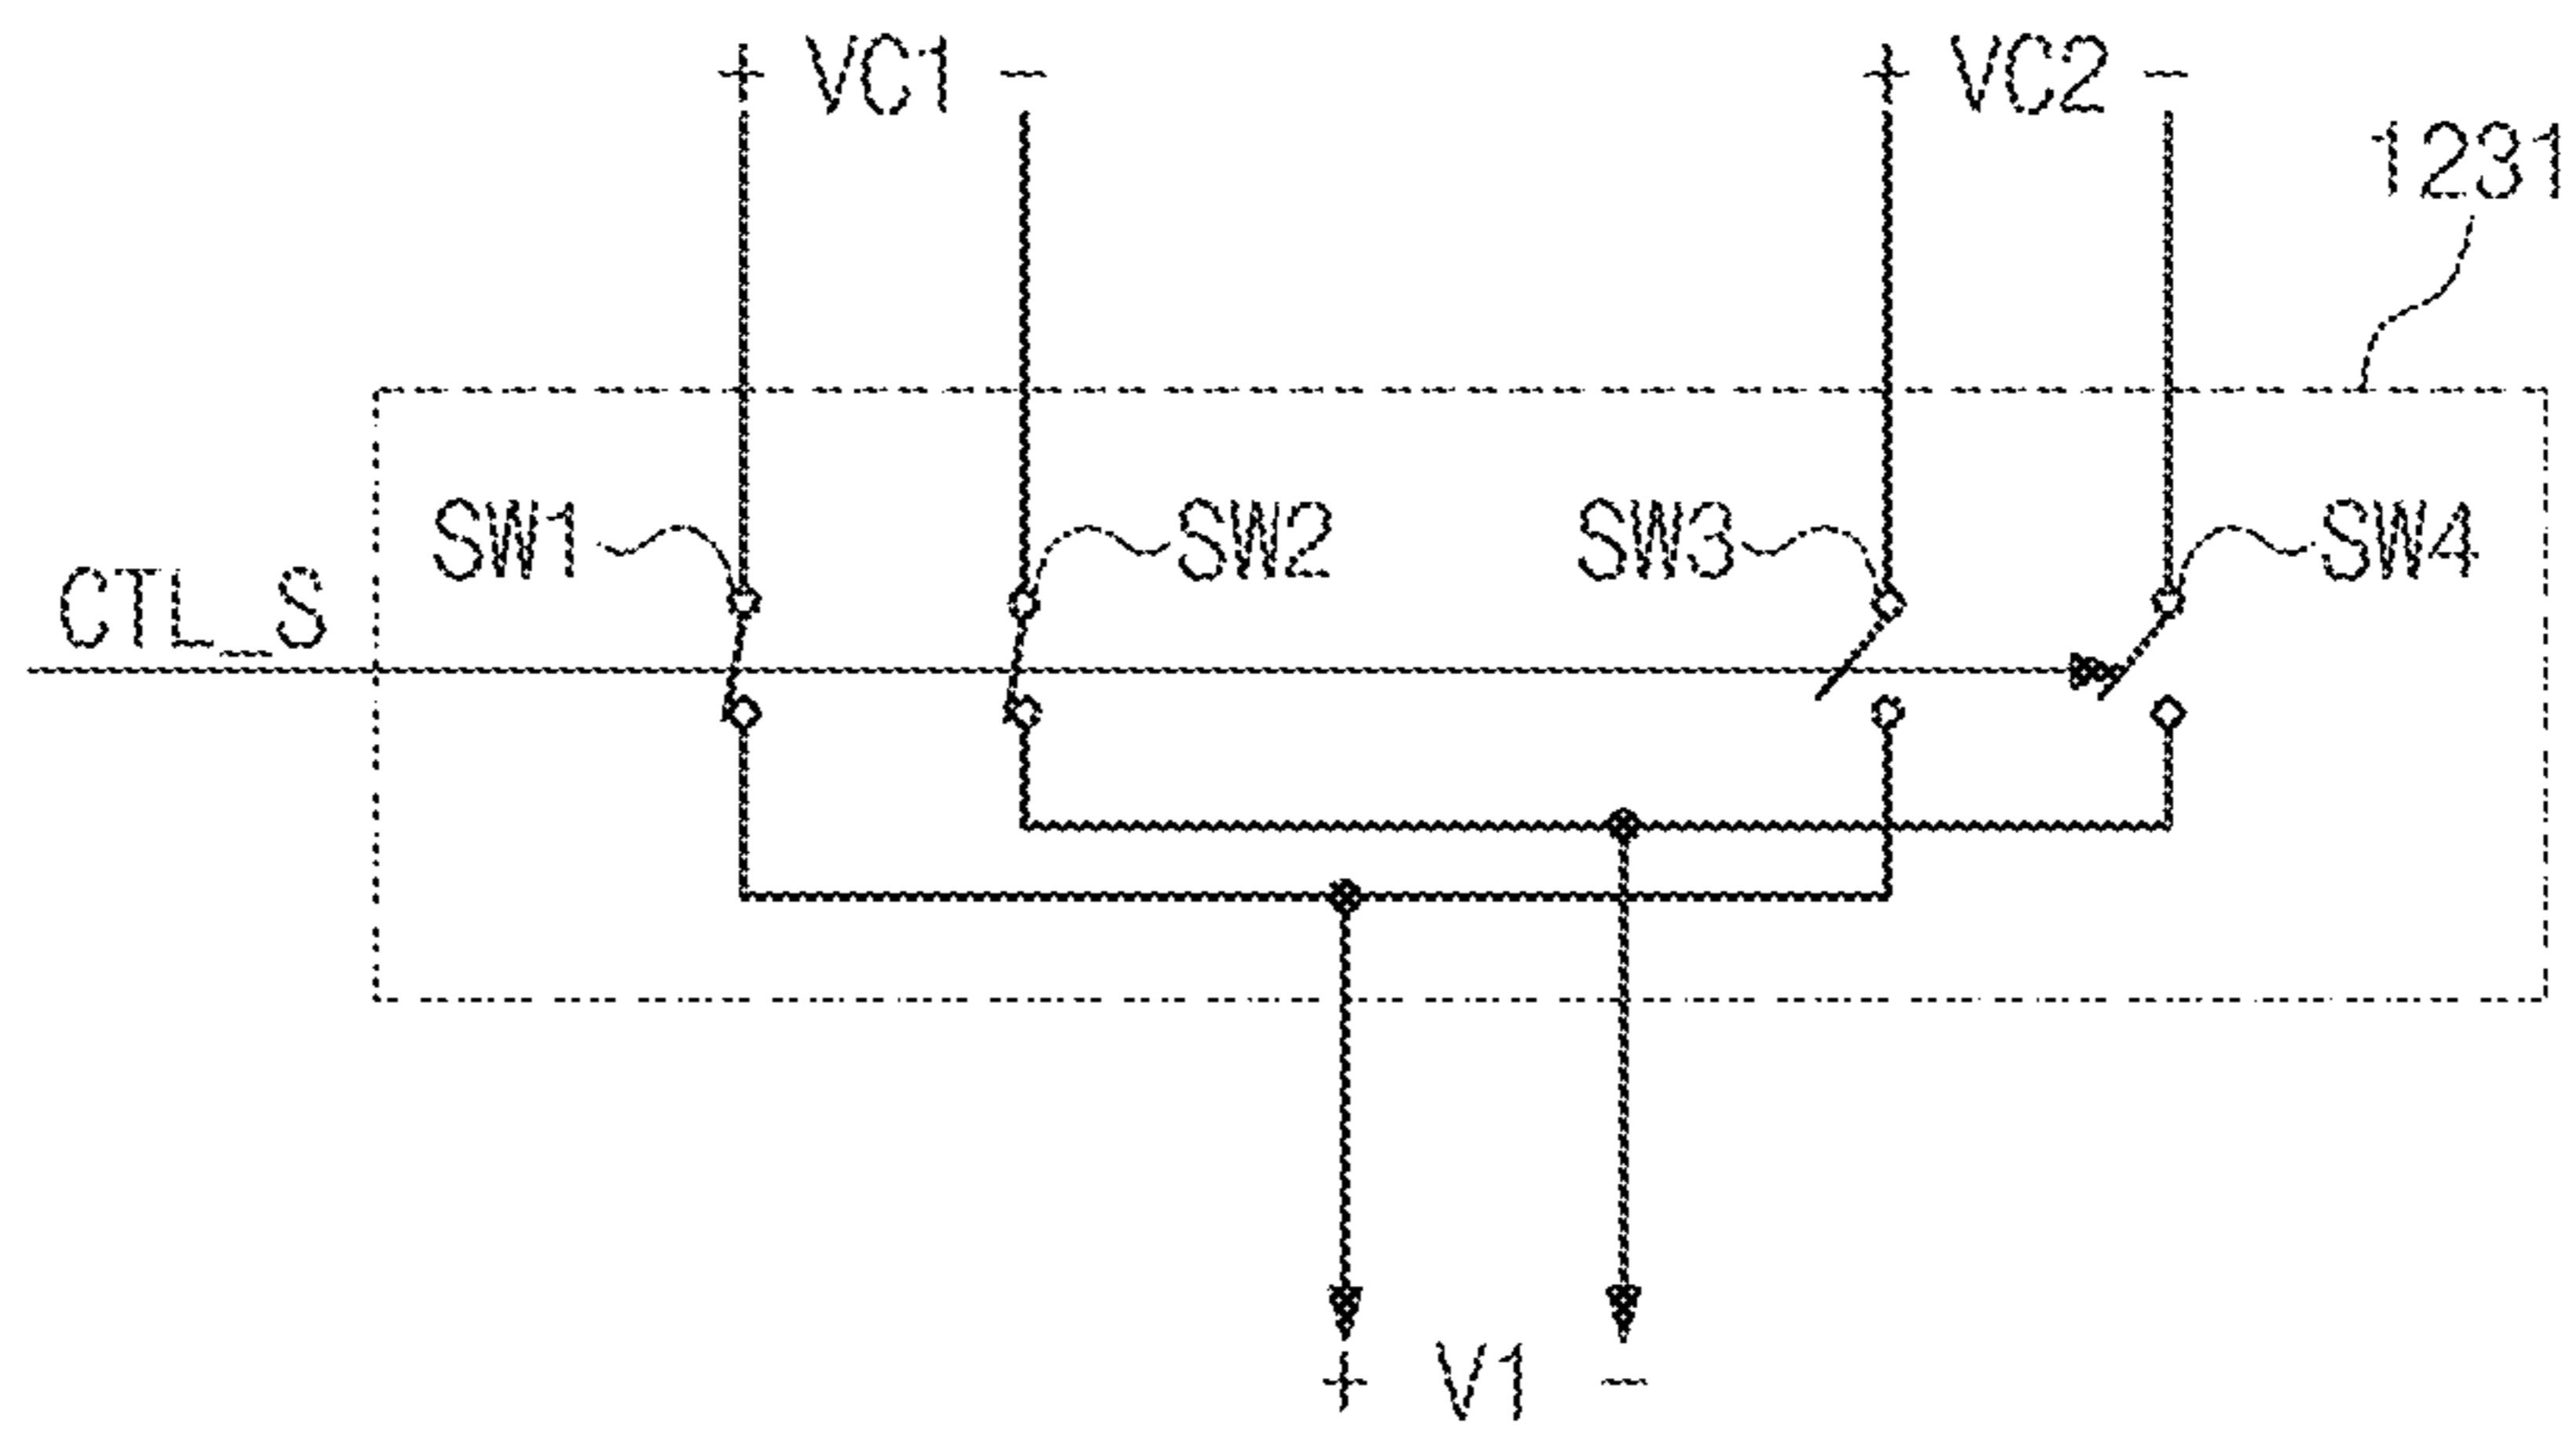 + VC1 −
+ VC2 −
1231
SW1
SW2
SW3
SW4
CTL_S
+ V1 −